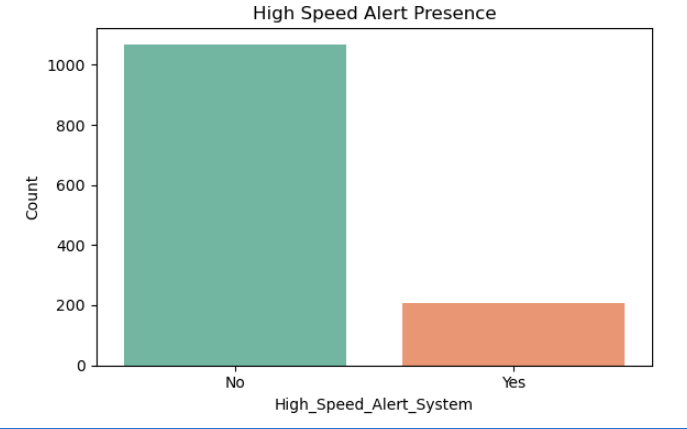 High Speed Alert Presence
1000
800
600
400
200
0
Count
No
Yes
High_Speed_Alert_System